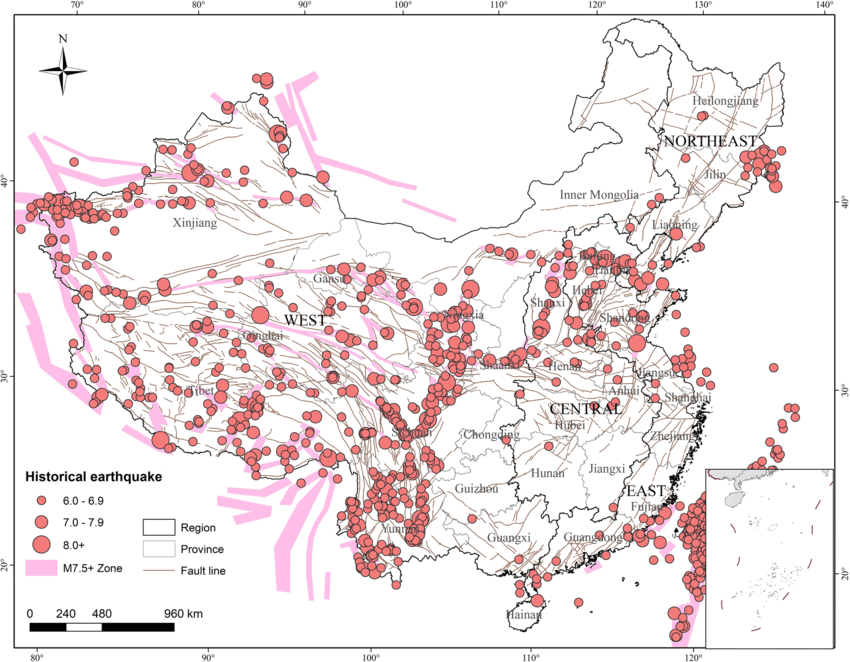 70° 80° 90° 100° 110° 120° 130° 140°
N
Heilongjiang
NORTHEAST
Jilin
40°
40°
Inner Mongolia
Xinjiang
Liaoning
Beijing
Tianjin
Gansu
Hebei
Shanxi
WEST
Ningxia
Shandong
Qinghai
Shaanxi
Henan
Jiangsu
30°
30°
Tibet
Anhui
Shanghai
CENTRAL
Hubei
Sichuan
Chongqing
Zhejiang
Hunan
Jiangxi
Historical earthquake
Guizhou
EAST
6.0 - 6.9
Fujian
7.0 - 7.9
Region
Yunnan
Guangxi
Guangdong
8.0+
Province
20°
20°
M7.5+ Zone
Fault line
0 240 480 960 km
Hainan
80° 90° 100° 110° 120°